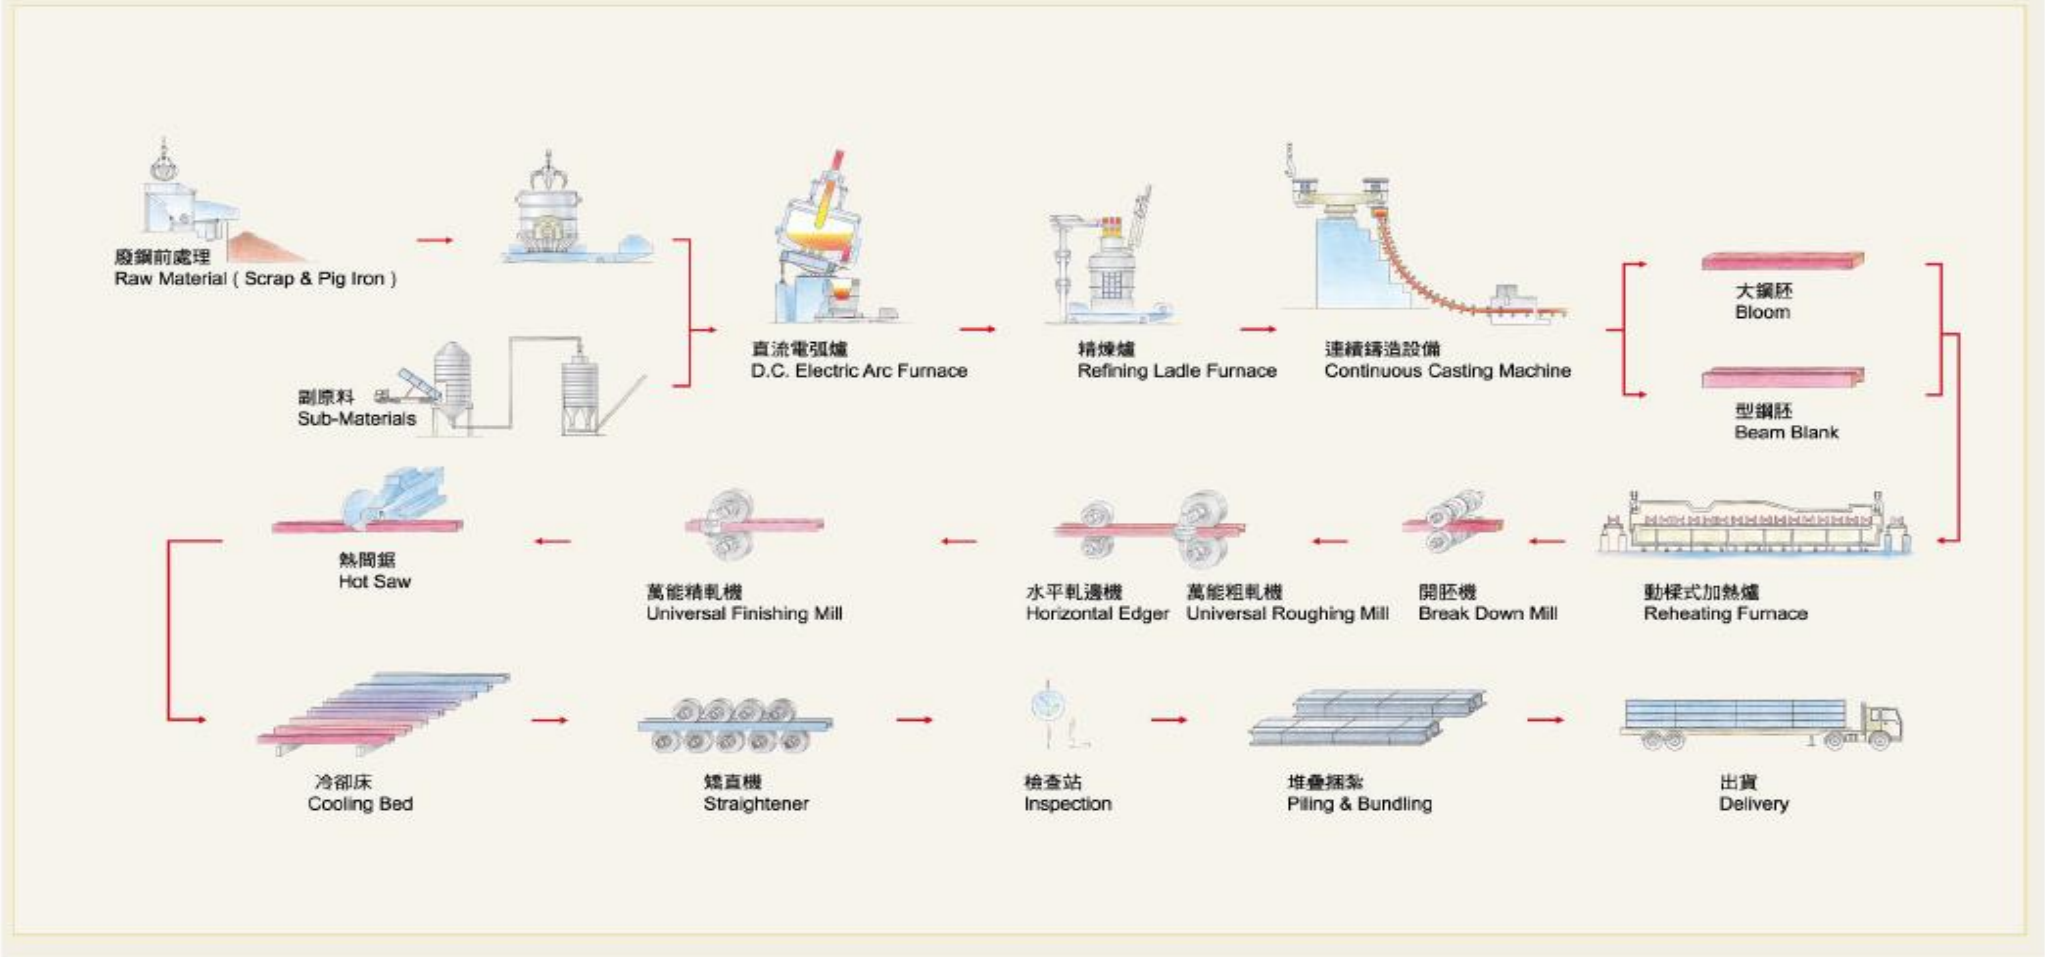 廢鋼前處理
Raw Material ( Scrap & Pig Iron )
副原料
Sub-Materials
直流電弧爐
D.C. Electric Arc Furnace
精煉爐
Refining Ladle Furnace
連續鑄造設備
Continuous Casting Machine
大鋼胚
Bloom
型鋼胚
Beam Blank
動樑式加熱爐
Reheating Furnace
開胚機
Break Down Mill
萬能粗軋機
Universal Roughing Mill
水平軋邊機
Horizontal Edger
萬能精軋機
Universal Finishing Mill
熱間鋸
Hot Saw
冷卻床
Cooling Bed
矯直機
Straightener
檢查站
Inspection
堆疊捆紮
Piling & Bundling
出貨
Delivery